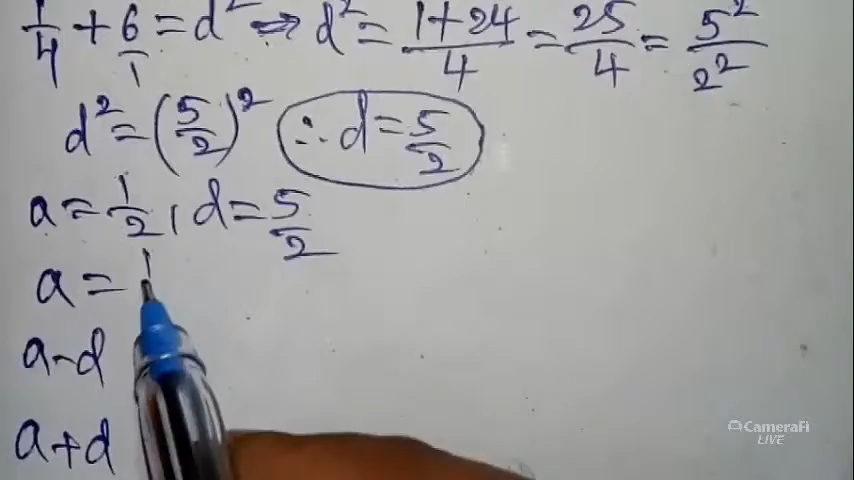 1/4 + 6/1 = d² ⟺ d² = (1+24)/4 = 25/4 = 5²/2²
d² = (5/2)² ∴ d = 5/2
a = 1/2, d = 5/2
a = 1
a-d
a+d
CameraFi
LIVE